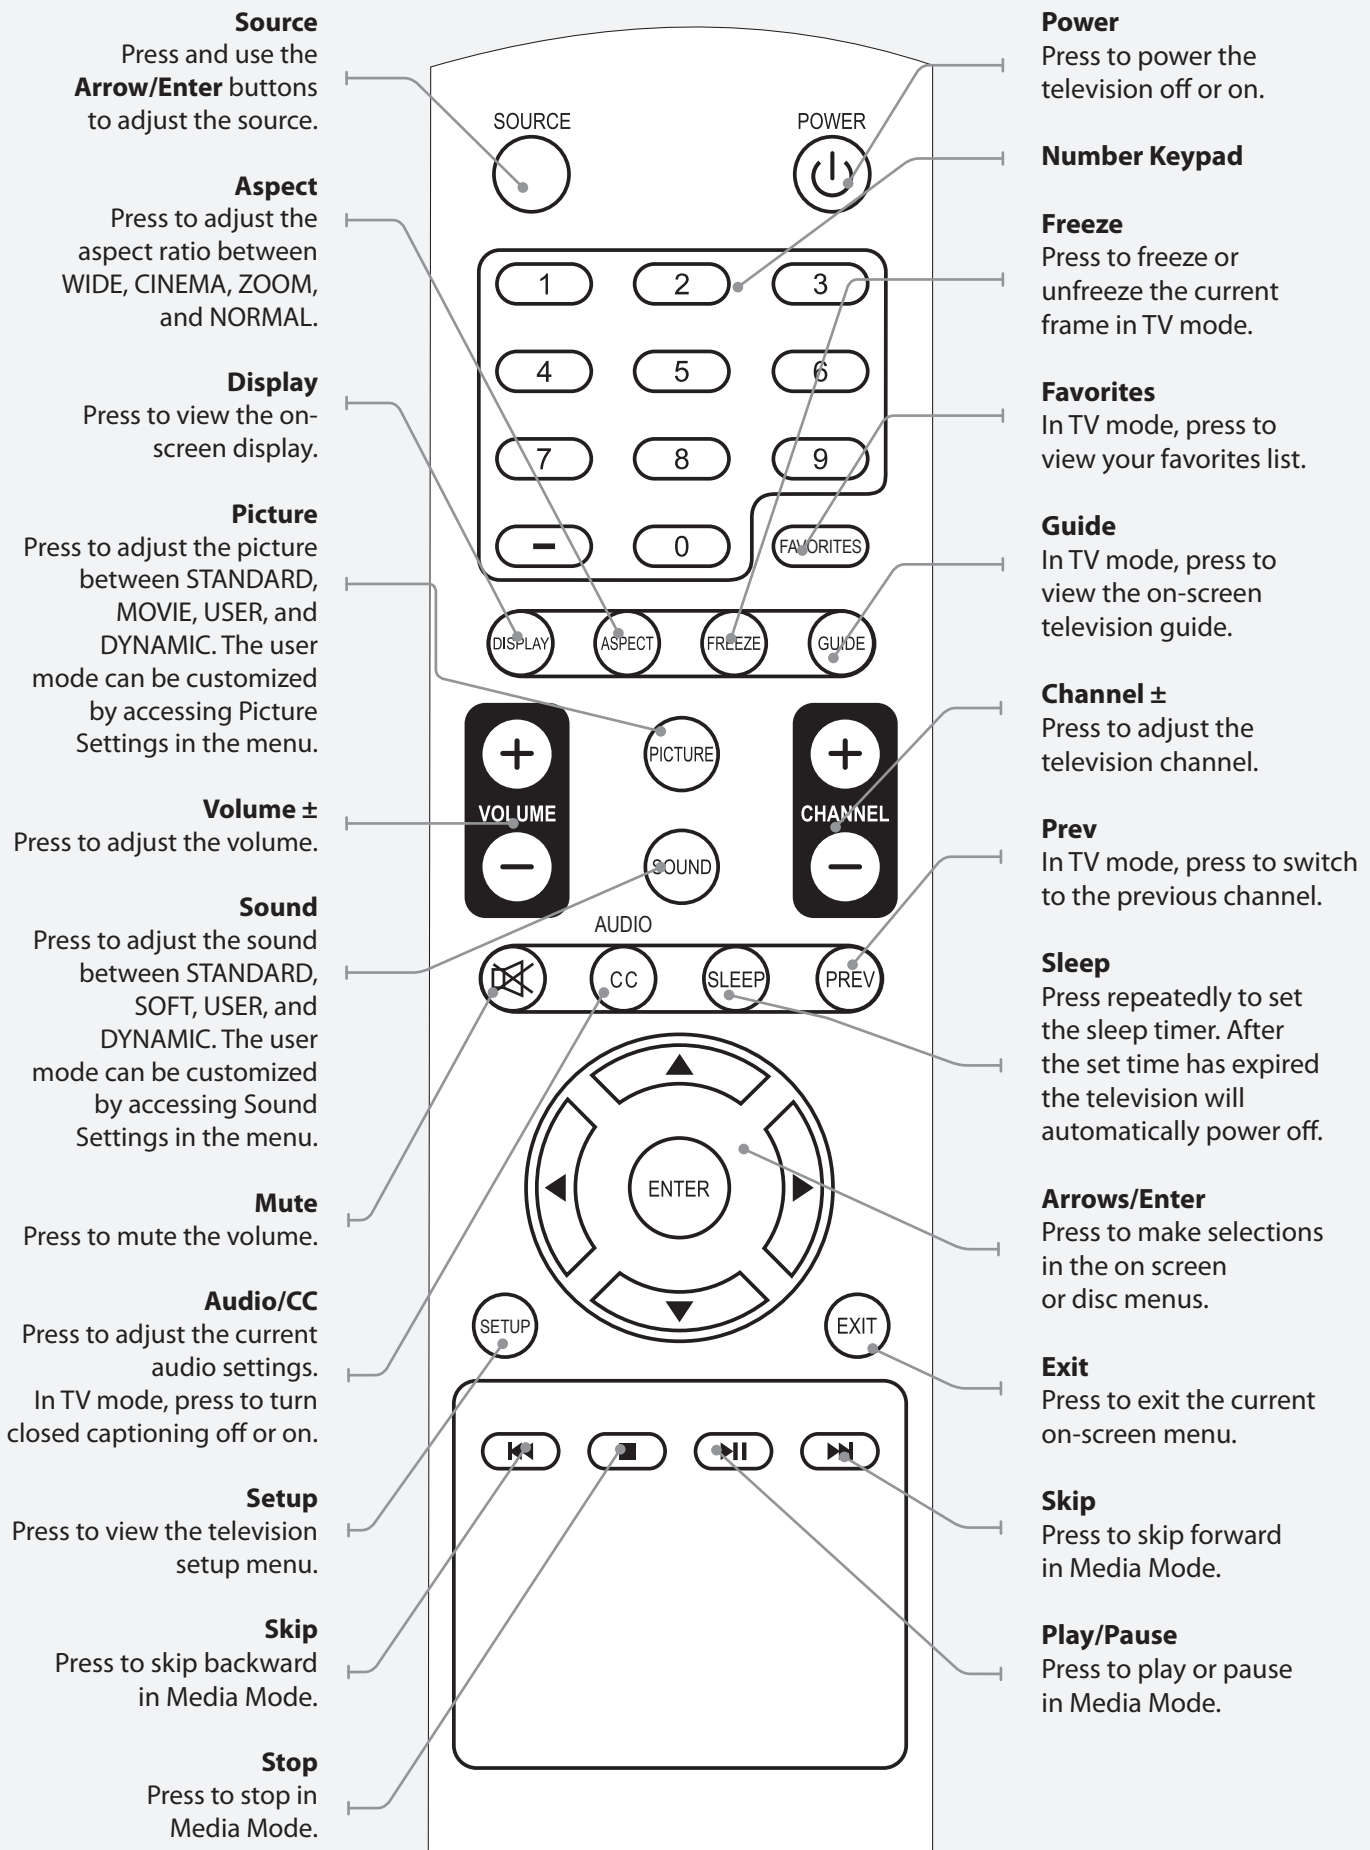 Source
Press and use the
Arrow/Enter buttons
to adjust the source.
Aspect
Press to adjust the
aspect ratio between
WIDE, CINEMA, ZOOM,
and NORMAL.
Display
Press to view the on-
screen display.
Picture
Press to adjust the picture
between STANDARD,
MOVIE, USER, and
DYNAMIC. The user
mode can be customized
by accessing Picture
Settings in the menu.
Volume ±
Press to adjust the volume.
Sound
Press to adjust the sound
between STANDARD,
SOFT, USER, and
DYNAMIC. The user
mode can be customized
by accessing Sound
Settings in the menu.
Mute
Press to mute the volume.
Audio/CC
Press to adjust the current
audio settings.
In TV mode, press to turn
closed captioning off or on.
Setup
Press to view the television
setup menu.
Skip
Press to skip backward
in Media Mode.
Stop
Press to stop in
Media Mode.
SOURCE POWER
1 2 3
4 5 6
7 8 9
– 0 FAVORITES
DISPLAY ASPECT FREEZE GUIDE
+ PICTURE +
VOLUME CHANNEL
– SOUND –
AUDIO
CC SLEEP PREV
ENTER
SETUP EXIT
Power
Press to power the
television off or on.
Number Keypad
Freeze
Press to freeze or
unfreeze the current
frame in TV mode.
Favorites
In TV mode, press to
view your favorites list.
Guide
In TV mode, press to
view the on-screen
television guide.
Channel ±
Press to adjust the
television channel.
Prev
In TV mode, press to switch
to the previous channel.
Sleep
Press repeatedly to set
the sleep timer. After
the set time has expired
the television will
automatically power off.
Arrows/Enter
Press to make selections
in the on screen
or disc menus.
Exit
Press to exit the current
on-screen menu.
Skip
Press to skip forward
in Media Mode.
Play/Pause
Press to play or pause
in Media Mode.